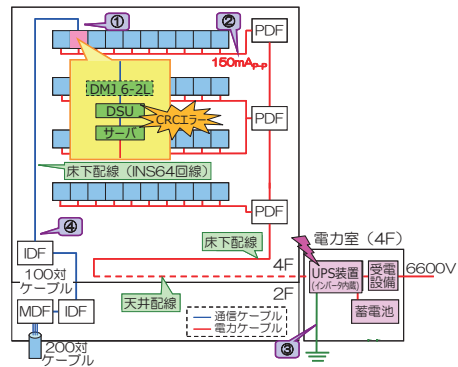 ①
②
PDF
150mAp-p
DMJ 6-2L
DSU
CRCエラー
サーバ
PDF
床下配線（INS64回線）
PDF
④
床下配線
電力室（4F）
IDF
4F
UPS装置
(インバータ内蔵)
受電
設備
6600V
100対
ケーブル
2F
天井配線
MDF
IDF
通信ケーブル
電力ケーブル
蓄電池
③
200対
ケーブル